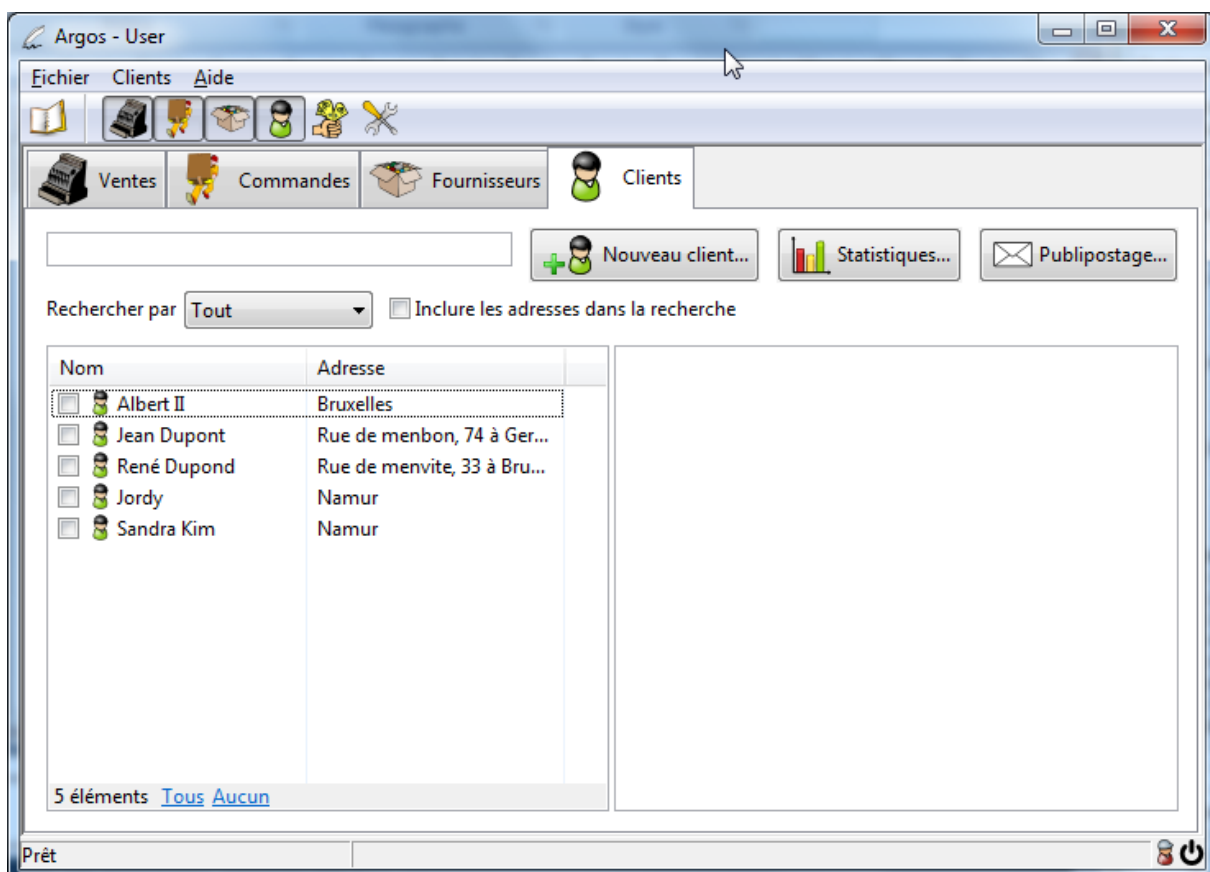 Argos - User
Fichier Clients Aide
Ventes Commandes Fournisseurs Clients
Nouveau client... Statistiques... Publipostage...
Rechercher par Tout Inclure les adresses dans la recherche
Nom Adresse
Albert II Bruxelles
Jean Dupont Rue de menbon, 74 à Ger...
René Dupond Rue de menvite, 33 à Bru...
Jordy Namur
Sandra Kim Namur
5 éléments Tous Aucun
Prêt